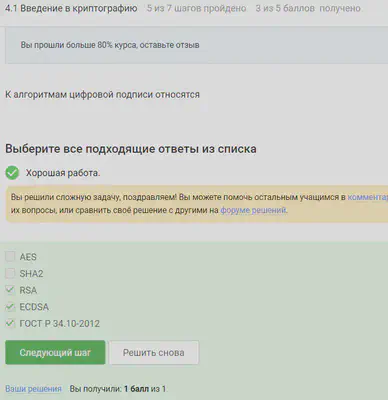 4.1 Введение в криптографию 5 из 7 шагов пройдено 3 из 5 баллов получено
Вы прошли больше 80% курса, оставьте отзыв
К алгоритмам цифровой подписи относятся
Выберите все подходящие ответы из списка
Хорошая работа.
Вы решили сложную задачу, поздравляем! Вы можете помочь остальным учащимся в комментар
их вопросы, или сравнить своё решение с другими на форуме решений.
AES
SHA2
RSA
ECDSA
ГОСТ Р 34.10-2012
Следующий шаг Решить снова
Ваши решения Вы получили: 1 балл из 1